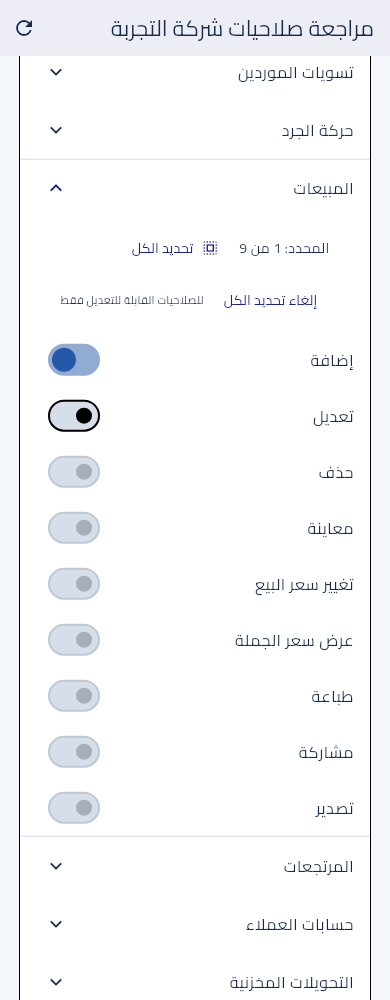 مراجعة صلاحيات شركة التجربة
تسويات الموردين
حركة الجرد
المبيعات
المحدد: 1 من 9 تحديد الكل
إلغاء تحديد الكل للصلاحيات القابلة للتعديل فقط
إضافة
تعديل
حذف
معاينة
تغيير سعر البيع
عرض سعر الجملة
طباعة
مشاركة
تصدير
المرتجعات
حسابات العملاء
التحويلات المخزنية